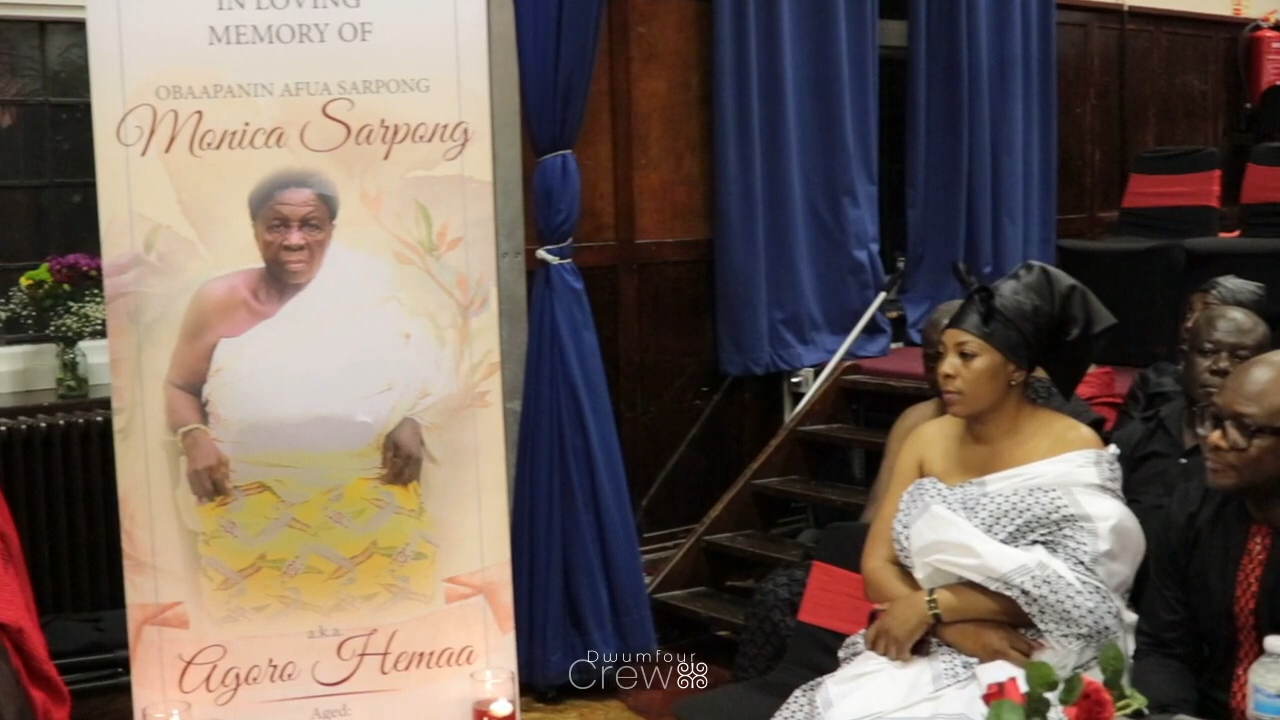 IN LOVING
MEMORY OF
OBAAPANIN AFUA SARPONG
Monica Sarpong
a.k.a
Agoro Hemaa
Aged:
Dwumfour
Crew